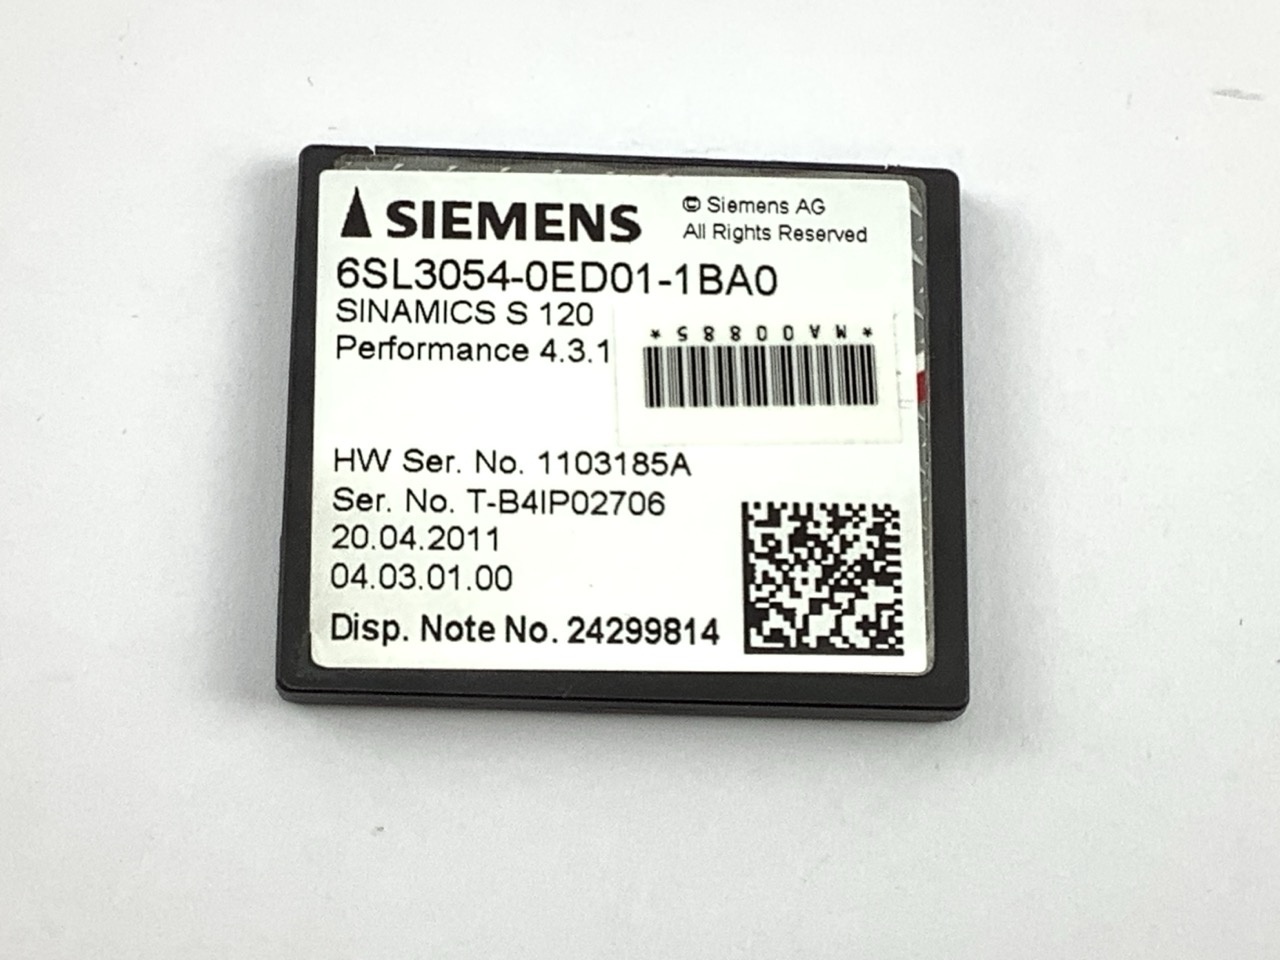 SIEMENS
© Siemens AG
All Rights Reserved
6SL3054-0ED01-1BA0
SINAMICS S 120
Performance 4.3.1
*MA00885*
HW Ser. No. 1103185A
Ser. No. T-B4IP02706
20.04.2011
04.03.01.00
Disp. Note No. 24299814